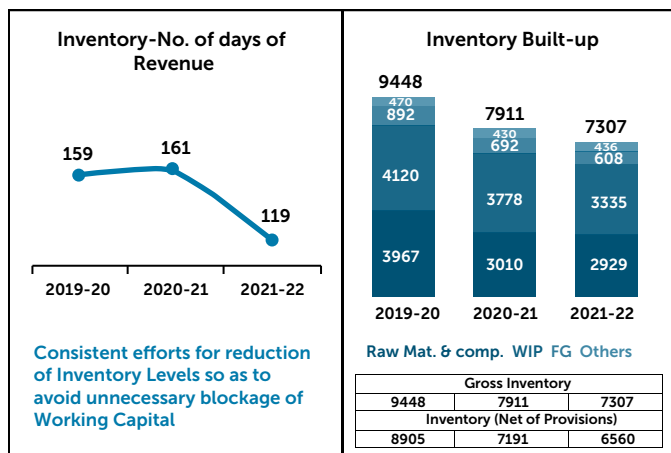 Inventory-No. of days of
Revenue
159
161
119
2019-20 2020-21 2021-22
Consistent efforts for reduction
of Inventory Levels so as to
avoid unnecessary blockage of
Working Capital
Inventory Built-up
9448
470
892
4120
3967
7911
430
692
3778
3010
7307
436
608
3335
2929
2019-20 2020-21 2021-22
Raw Mat. & comp. WIP FG Others
Gross Inventory
9448 7911 7307
Inventory (Net of Provisions)
8905 7191 6560